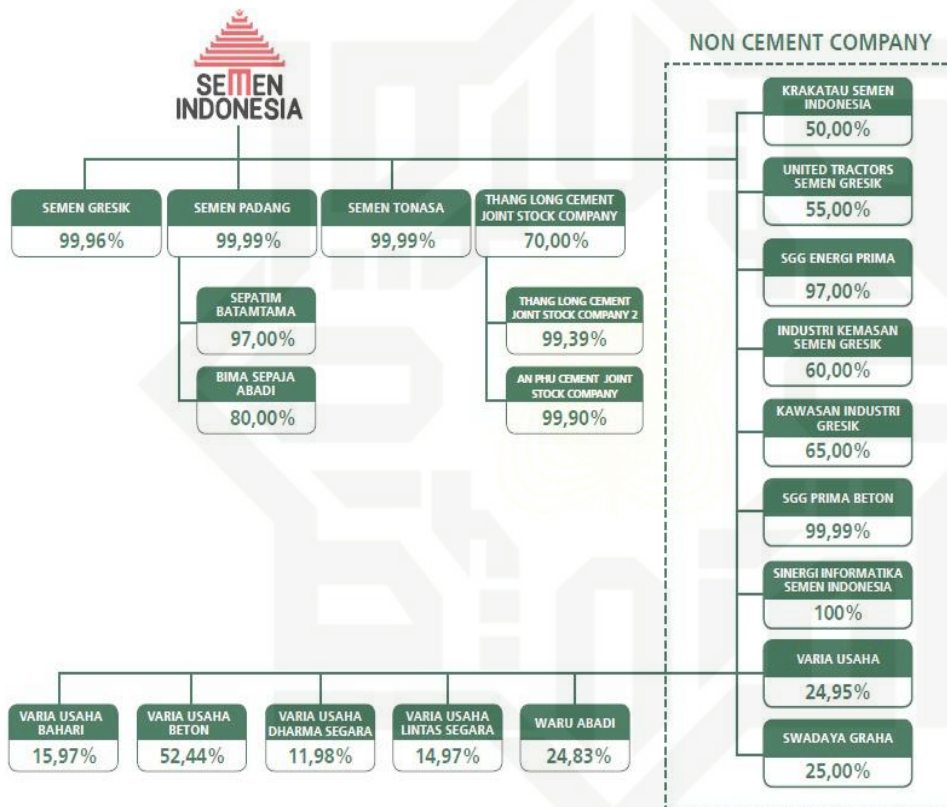 SEMEN
INDONESIA
NON CEMENT COMPANY
SEMEN GRESIK
99,96%
SEMEN PADANG
99,99%
SEMEN TONASA
99,99%
THANG LONG CEMENT
JOINT STOCK COMPANY
70,00%
SEPATIM
BATAMTAMA
97,00%
BIMA SEPAJA
ABADI
80,00%
THANG LONG CEMENT
JOINT STOCK COMPANY 2
99,39%
AN PHU CEMENT JOINT
STOCK COMPANY
99,90%
KRAKATAU SEMEN
INDONESIA
50,00%
UNITED TRACTORS
SEMEN GRESIK
55,00%
SGG ENERGI PRIMA
97,00%
INDUSTRI KEMASAN
SEMEN GRESIK
60,00%
KAWASAN INDUSTRI
GRESIK
65,00%
SGG PRIMA BETON
99,99%
SINERGI INFORMATIKA
SEMEN INDONESIA
100%
VARIA USAHA
24,95%
SWADAYA GRAHA
25,00%
VARIA USAHA
BAHARI
15,97%
VARIA USAHA
BETON
52,44%
VARIA USAHA
DHARMA SEGARA
11,98%
VARIA USAHA
LINTAS SEGARA
14,97%
WARU ABADI
24,83%